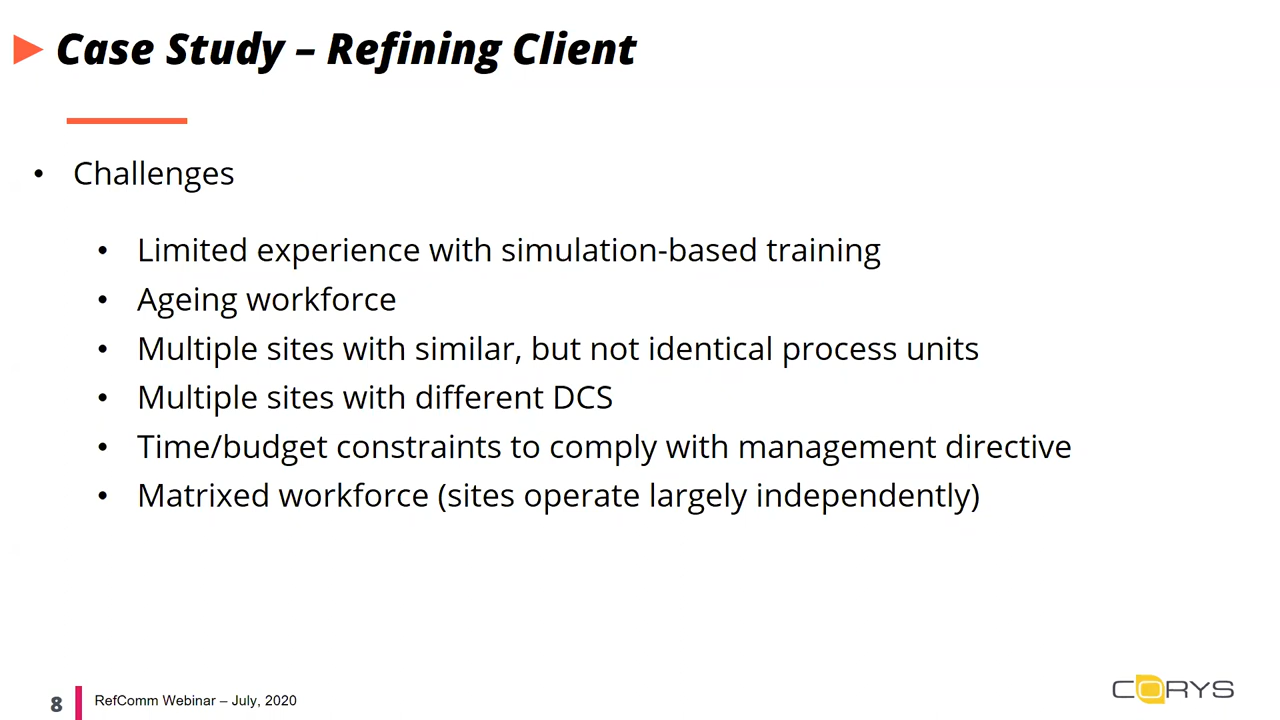 Case Study – Refining Client
• Challenges
• Limited experience with simulation-based training
• Ageing workforce
• Multiple sites with similar, but not identical process units
• Multiple sites with different DCS
• Time/budget constraints to comply with management directive
• Matrixed workforce (sites operate largely independently)
8
RefComm Webinar – July, 2020
CORYS